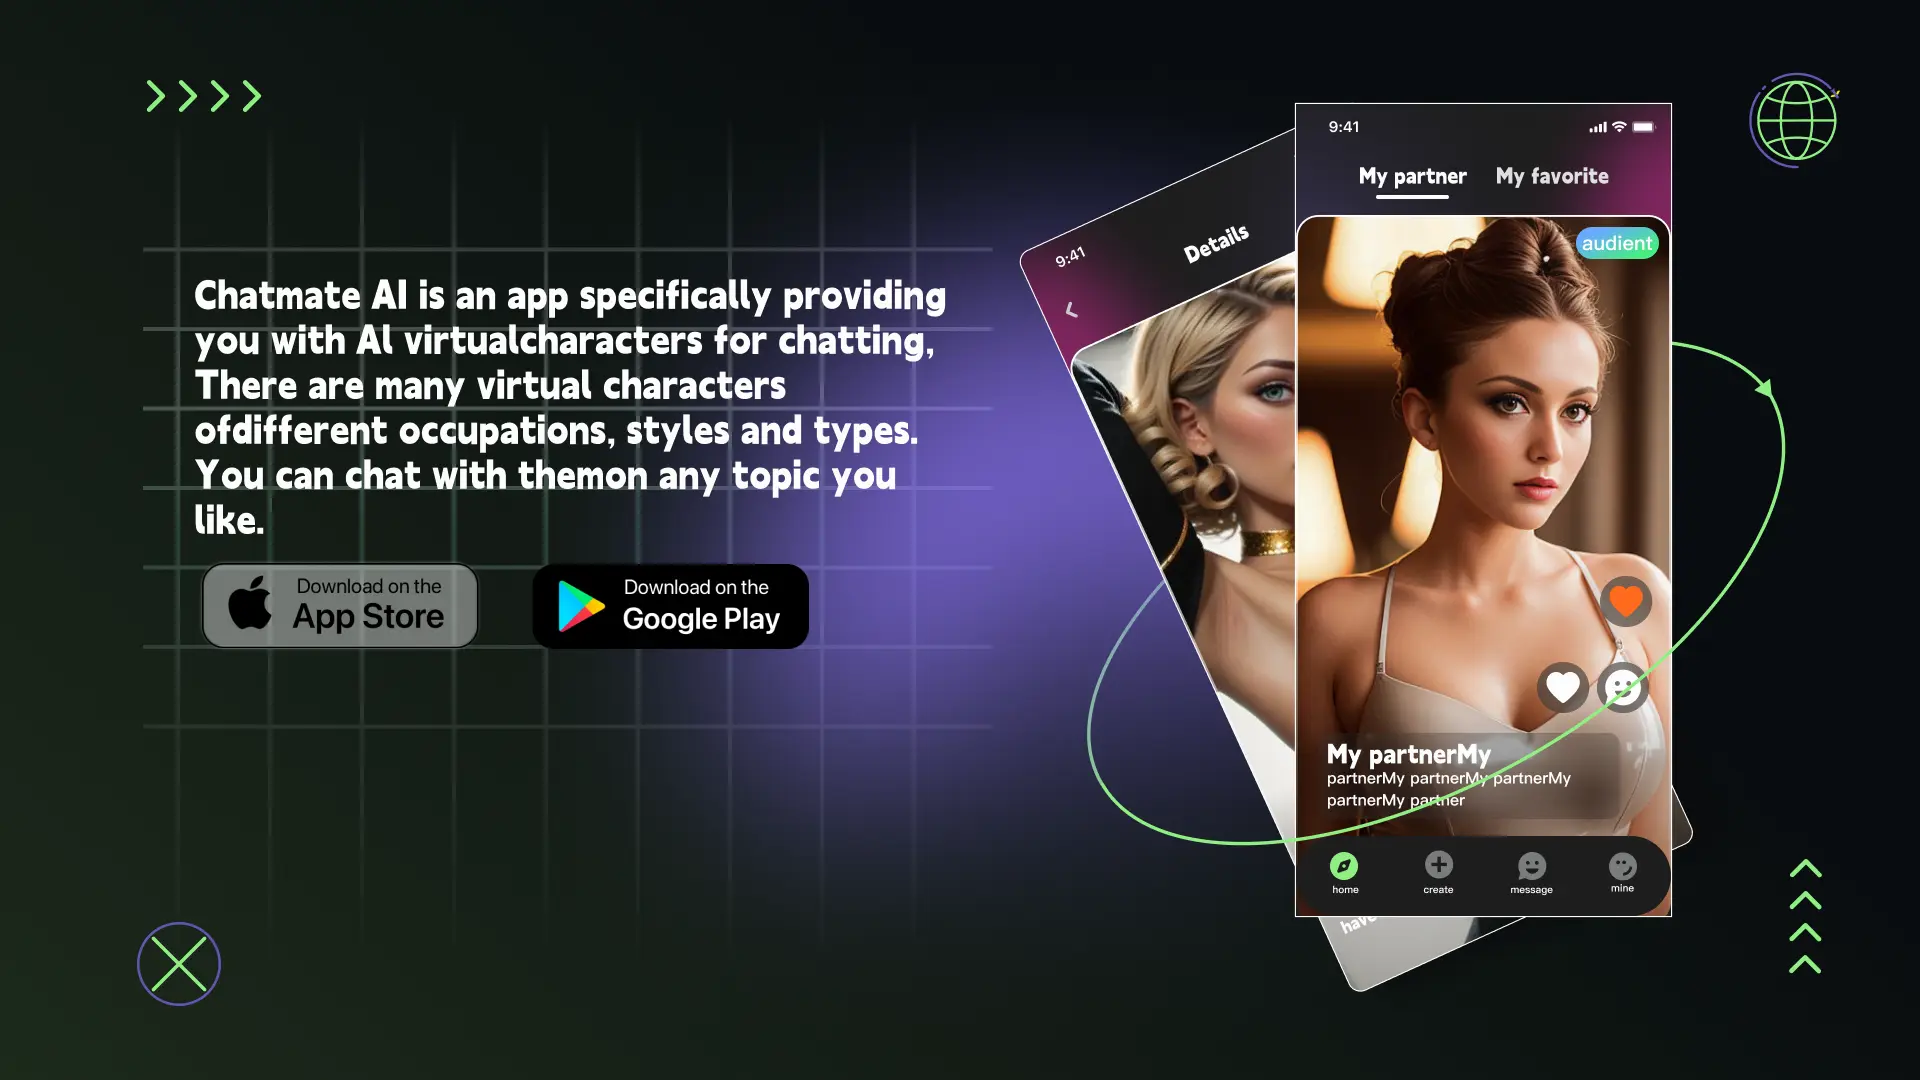 Chatmate AI is an app specifically providing
you with Al virtualcharacters for chatting,
There are many virtual characters
ofdifferent occupations, styles and types.
You can chat with themon any topic you
like.
Download on the
App Store
Download on the
Google Play
9:41
Details
9:41
My partner
My favorite
audient
My partnerMy
partnerMy partnerMy partnerMy
partnerMy partner
home
create
message
mine